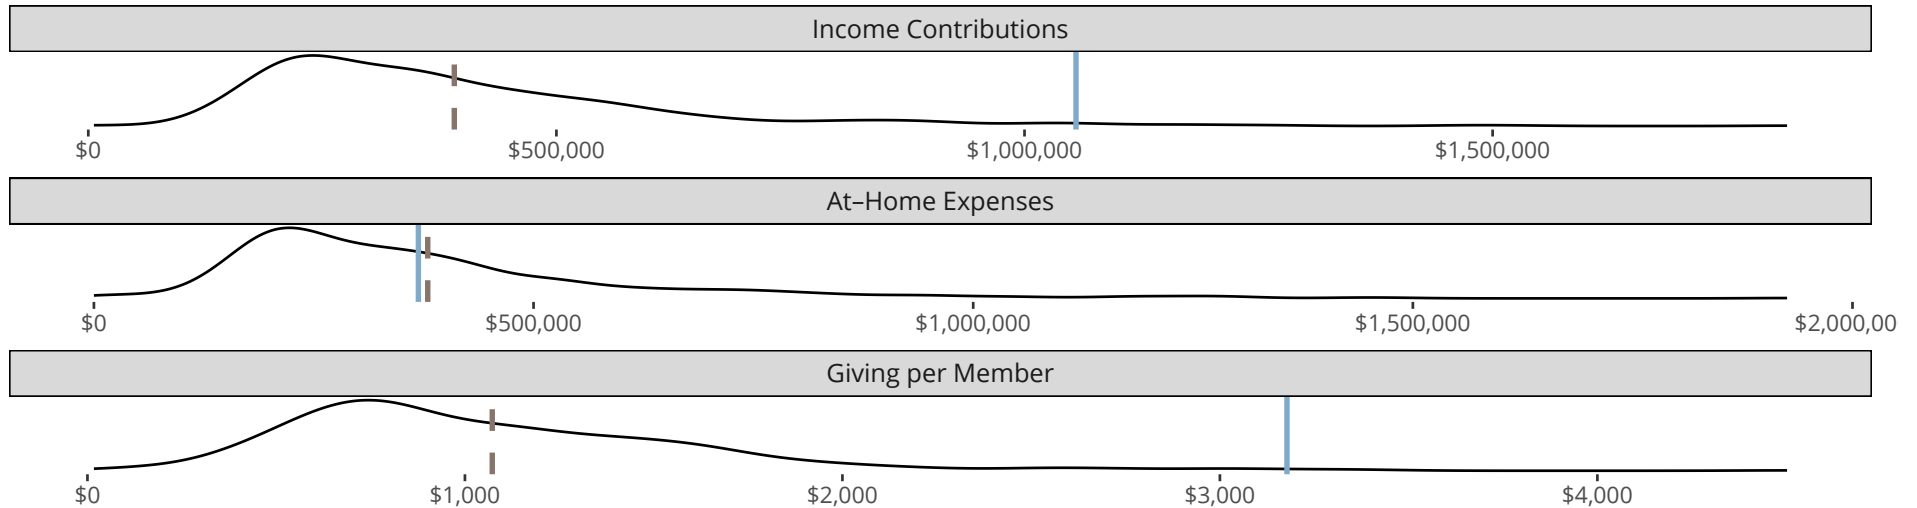 Income Contributions
$0 $500,000 $1,000,000 $1,500,000
At–Home Expenses
$0 $500,000 $1,000,000 $1,500,000 $2,000,00
Giving per Member
$0 $1,000 $2,000 $3,000 $4,000